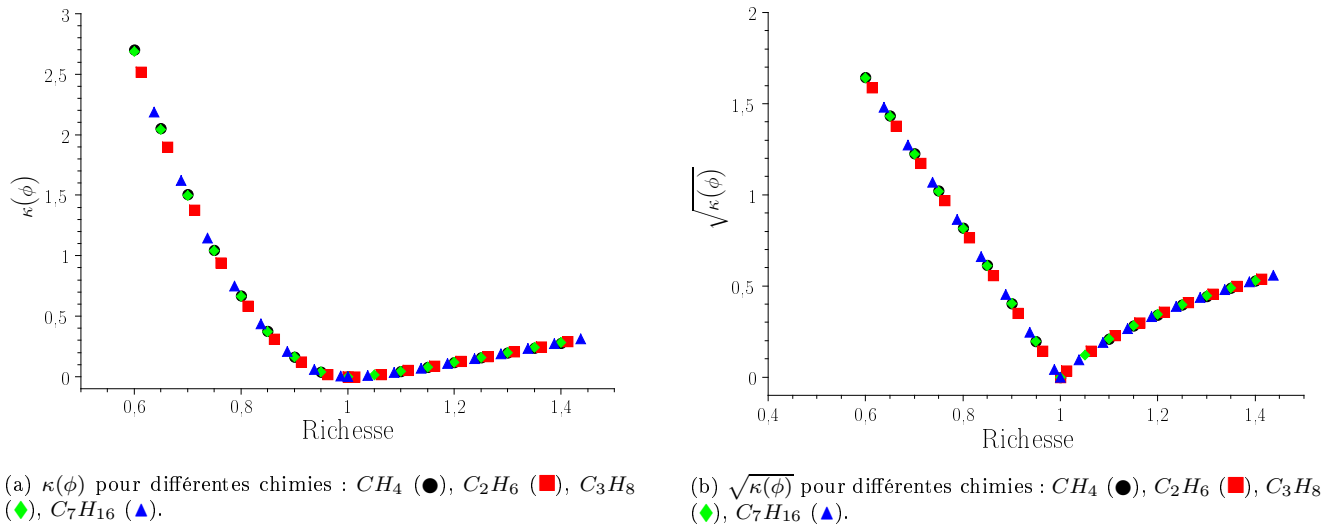 3
2,5
2
1,5
1
0,5
0
κ(ϕ)
0,6 0,8 1 1,2 1,4
Richesse
(a) κ(ϕ) pour différentes chimies : CH4 (●), C2H6 (■), C3H8
(♦), C7H16 (▲).
2
1,5
1
0,5
0
√κ(ϕ)
0,4 0,6 0,8 1 1,2 1,4
Richesse
(b) √κ(ϕ) pour différentes chimies : CH4 (●), C2H6 (■), C3H8
(♦), C7H16 (▲).